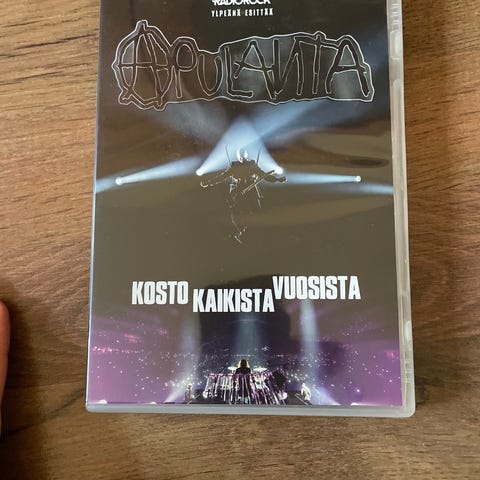 RADIOROCK
YLPEÄNÄ ESITTÄÄ
APULANTA
KOSTO KAIKISTA VUOSISTA